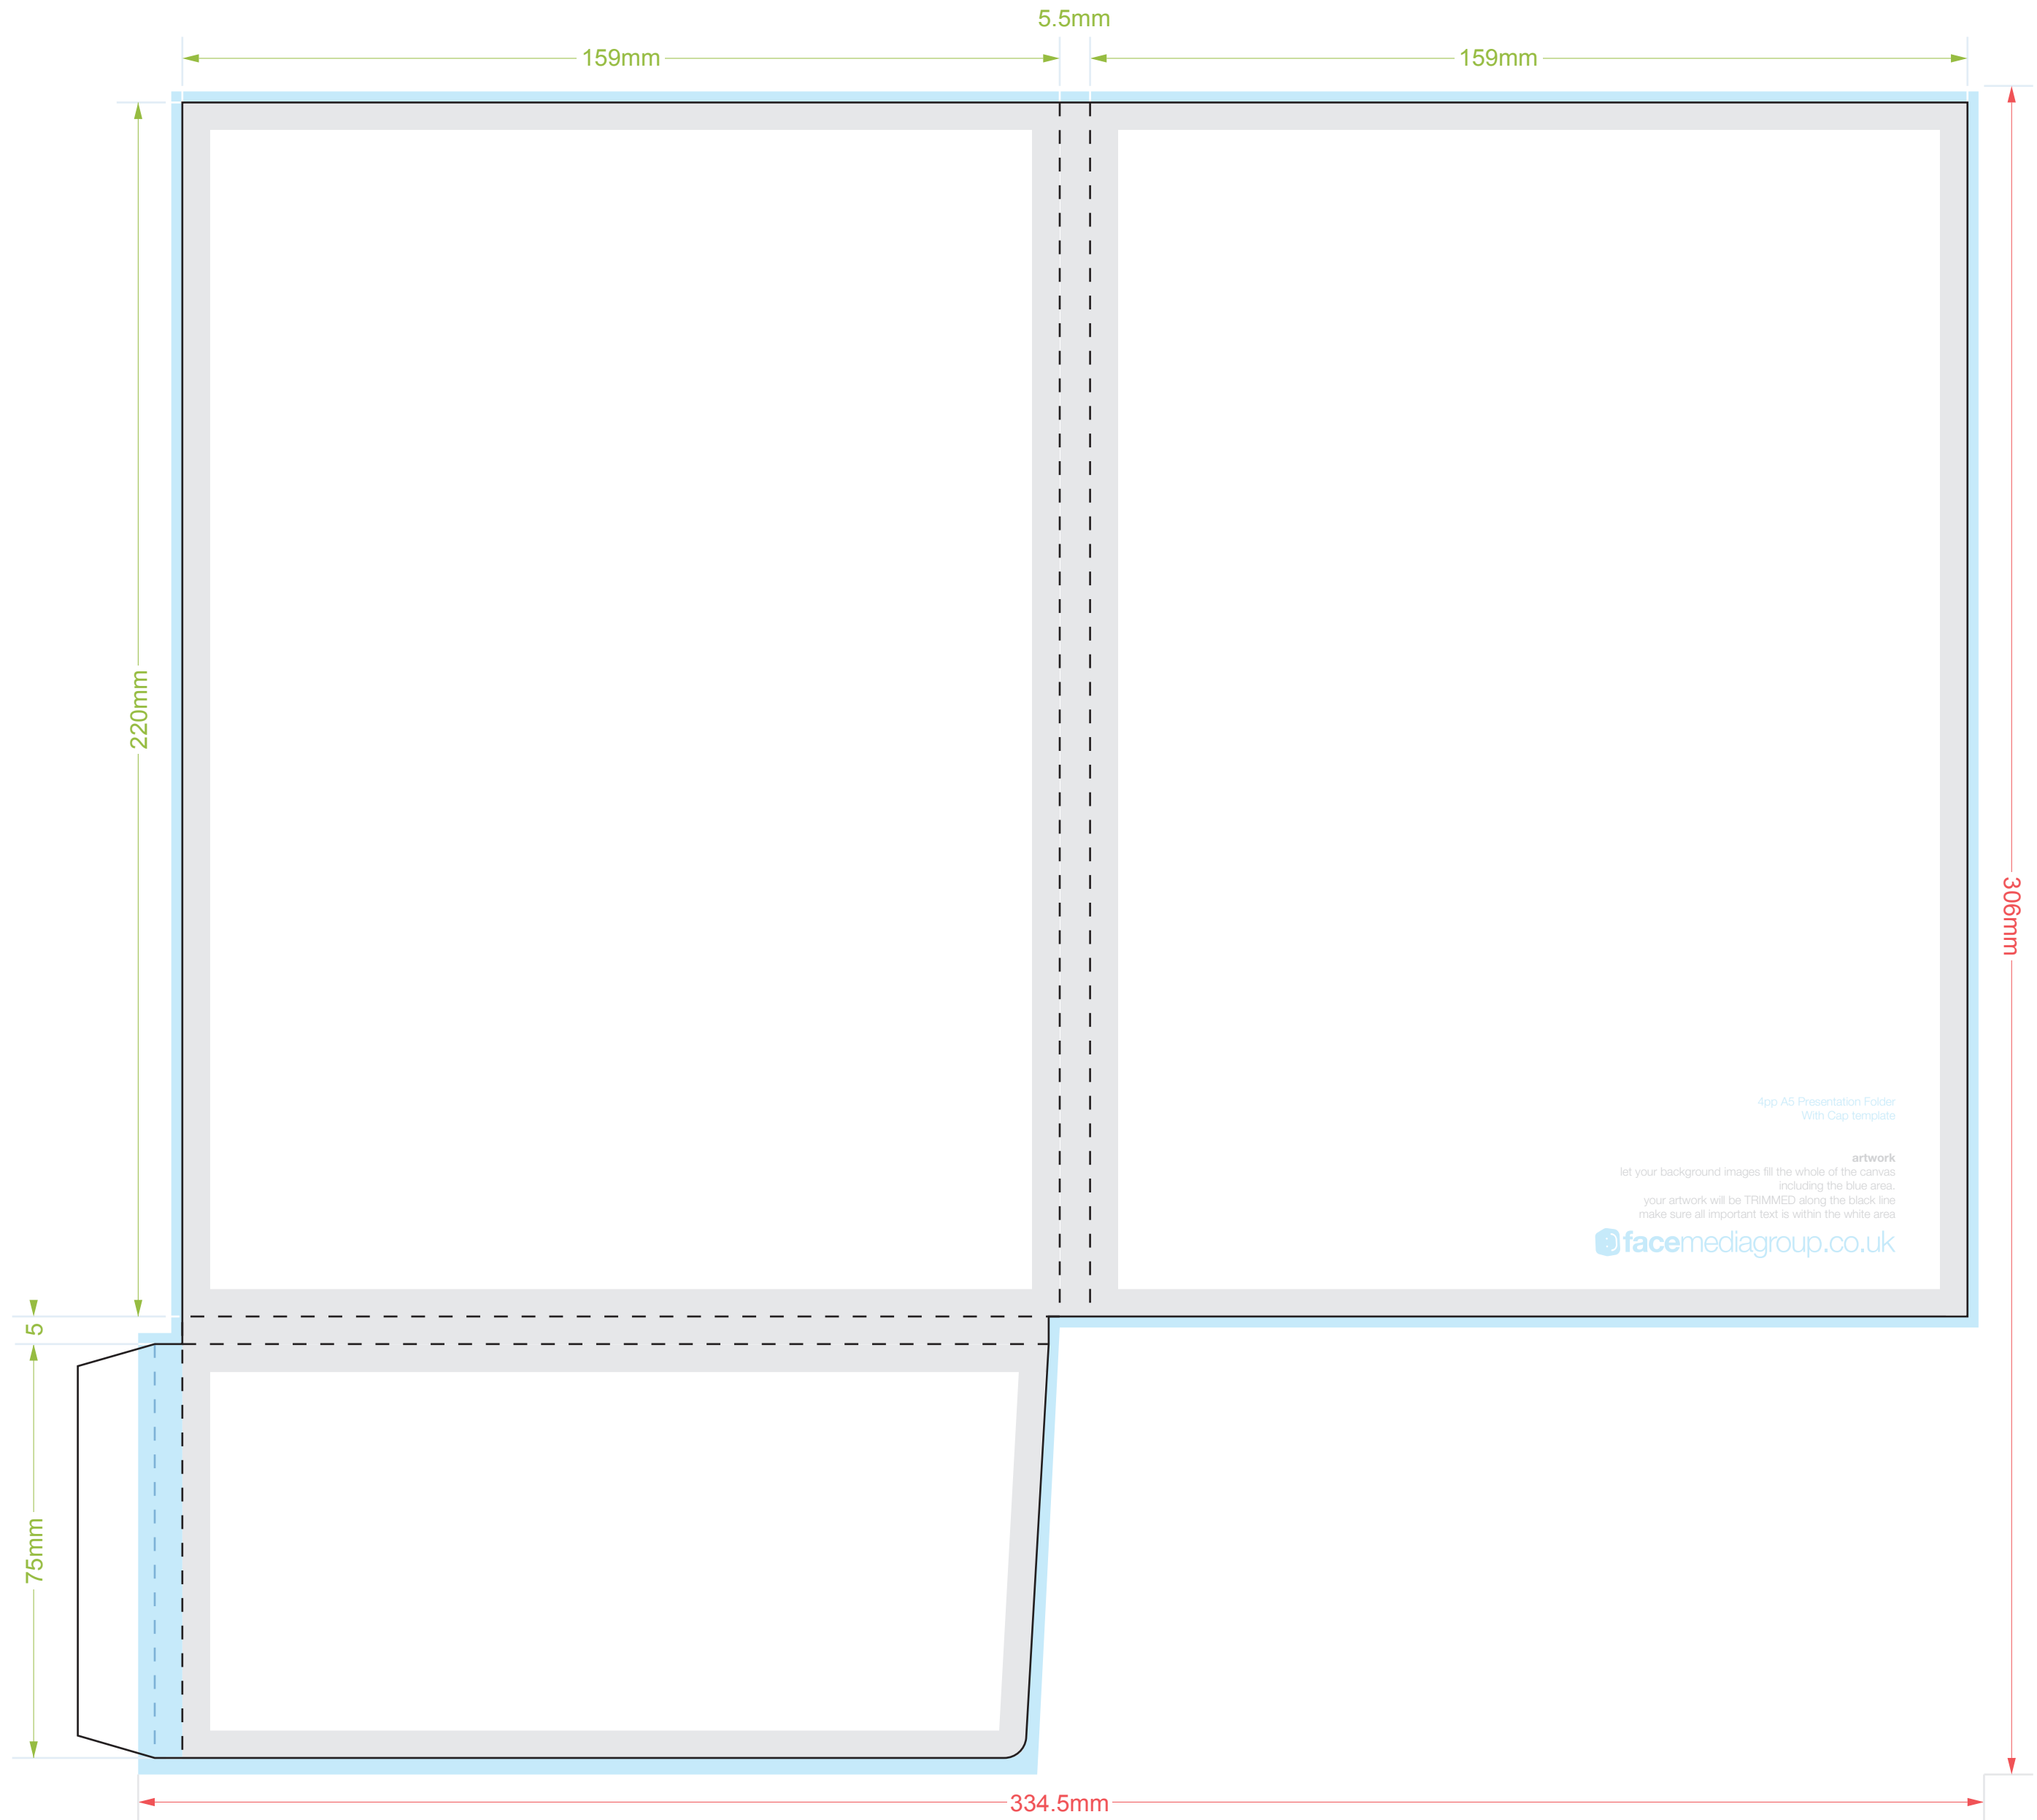 5.5mm
159mm
159mm
220mm
306mm
4pp A5 Presentation Folder
With Cap template
artwork
let your background images fill the whole of the canvas
including the blue area.
your artwork will be TRIMMED along the black line
make sure all important text is within the white area
facemediagroup.co.uk
5
75mm
334.5mm